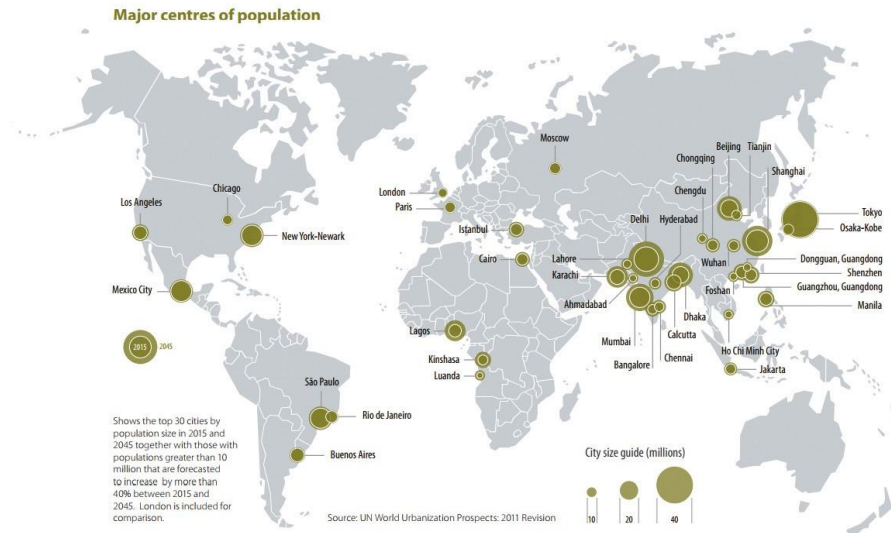 Major centres of population
Moscow
Beijing Tianjin
Chongqing
Shanghai
Chengdu
London
Chicago
Los Angeles
Paris
Delhi Hyderabad
Tokyo
Osaka-Kobe
New York-Newark
Istanbul
Cairo
Lahore
Wuhan
Dongguan, Guangdong
Karachi
Shenzhen
Mexico City
Foshan
Guangzhou, Guangdong
Ahmadabad
Manila
Dhaka
Lagos
Calcutta
Mumbai
2015 2045
Ho Chi Minh City
Kinshasa
Chennai
Bangalore
Jakarta
Luanda
São Paulo
Rio de Janeiro
Shows the top 30 cities by
population size in 2015 and
2045 together with those with
populations greater than 10
million that are forecasted
to increase by more than
40% between 2015 and
2045. London is included for
comparison.
Buenos Aires
City size guide (millions)
10 20 40
Source: UN World Urbanization Prospects: 2011 Revision